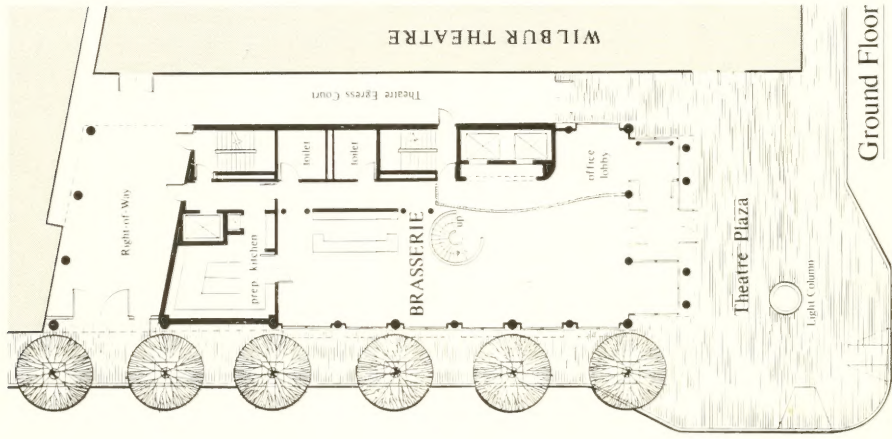 WILBUR THEATRE
Ground Floor
Theatre Egress Court
toilet
toilet
office
lobby
Right-of-Way
prep kitchen
BRASSERIE
up
Theatre Plaza
Light Column